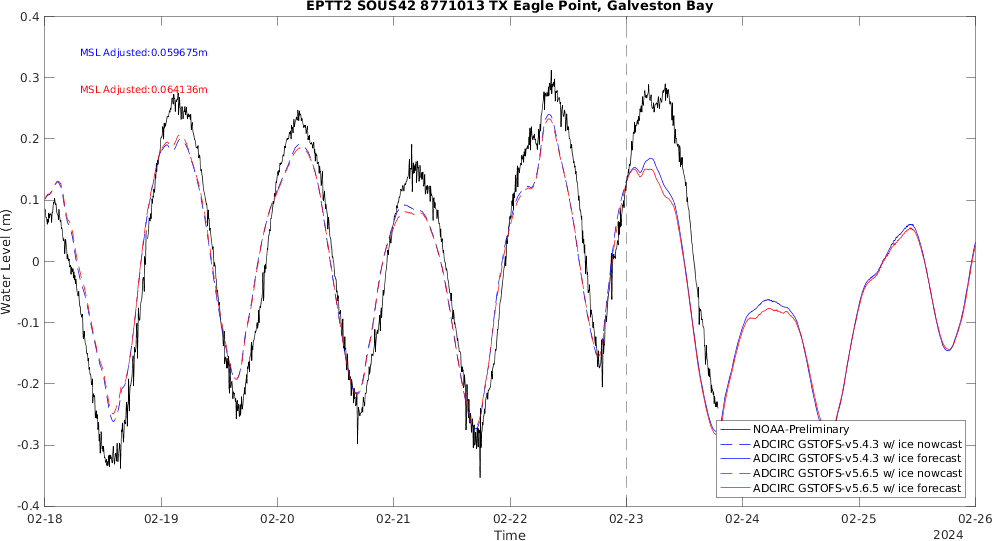 EPTT2 SOUS42 8771013 TX Eagle Point, Galveston Bay
MSL Adjusted:0.059675m
MSL Adjusted:0.064136m
Water Level (m)
0.4
0.3
0.2
0.1
0
-0.1
-0.2
-0.3
-0.4
NOAA-Preliminary
ADCIRC GSTOFS-v5.4.3 w/ ice nowcast
ADCIRC GSTOFS-v5.4.3 w/ ice forecast
ADCIRC GSTOFS-v5.6.5 w/ ice nowcast
ADCIRC GSTOFS-v5.6.5 w/ ice forecast
02-18 02-19 02-20 02-21 02-22 02-23 02-24 02-25 02-26
Time
2024